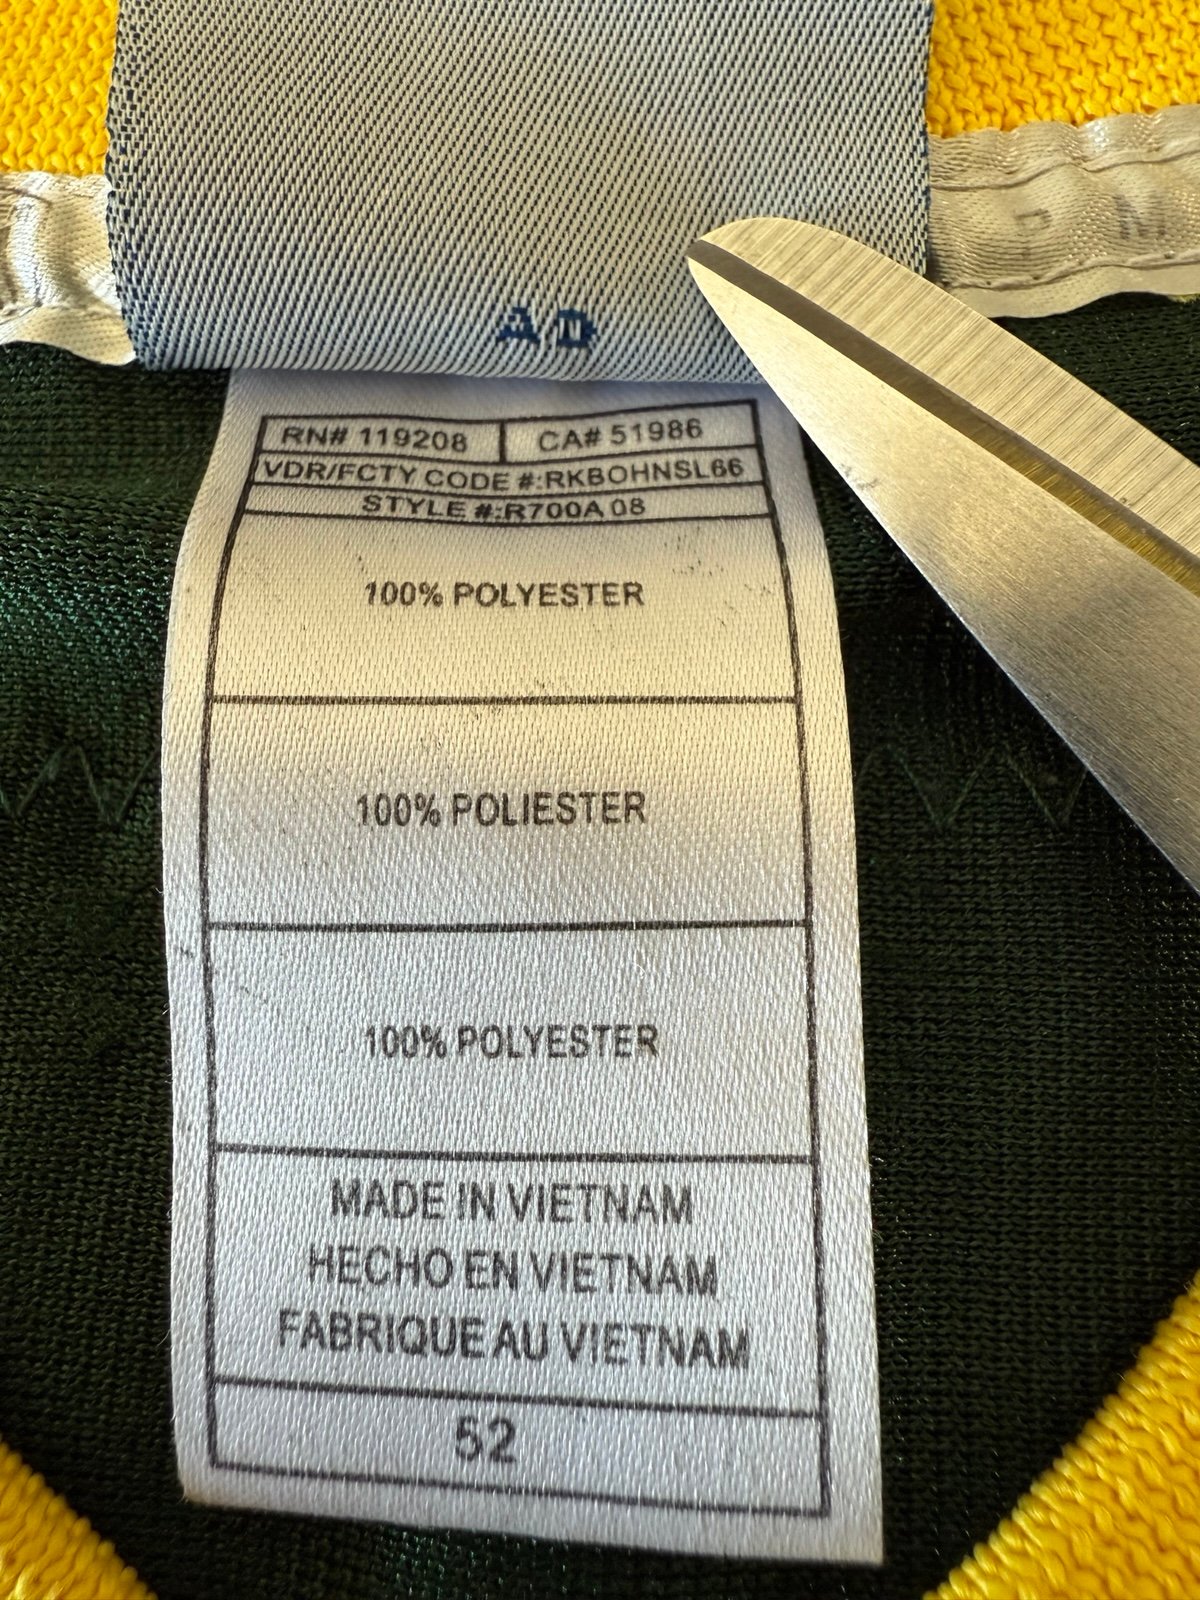 P M
RN# 119208 CA# 51986
VDR/FCTY CODE #:RKBOHNSL66
STYLE #:R700A 08
100% POLYESTER
100% POLIESTER
100% POLYESTER
MADE IN VIETNAM
HECHO EN VIETNAM
FABRIQUE AU VIETNAM
52